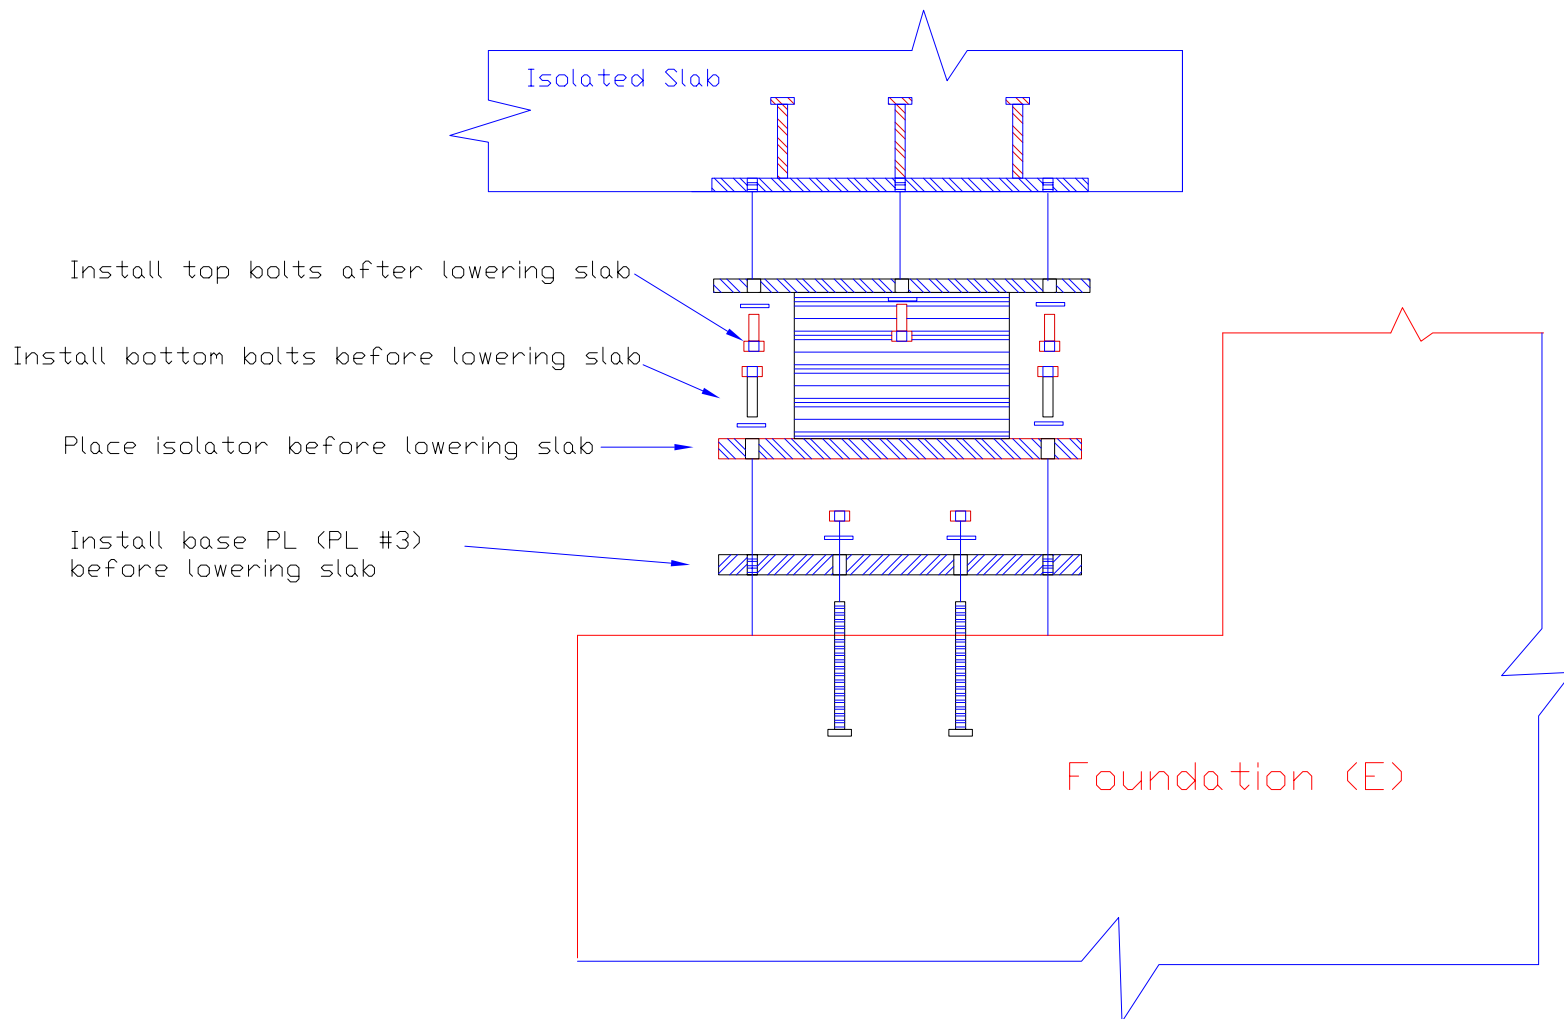 Isolated Slab
Install top bolts after lowering slab
Install bottom bolts before lowering slab
Place isolator before lowering slab
Install base PL (PL #3)
before lowering slab
Foundation (E)